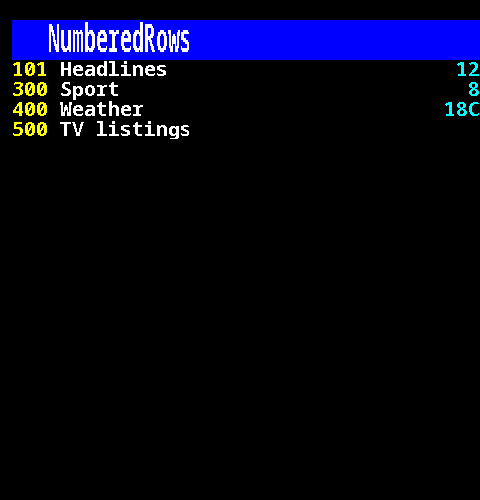 NumberedRows
101 Headlines 12
300 Sport 8
400 Weather 18C
500 TV listings